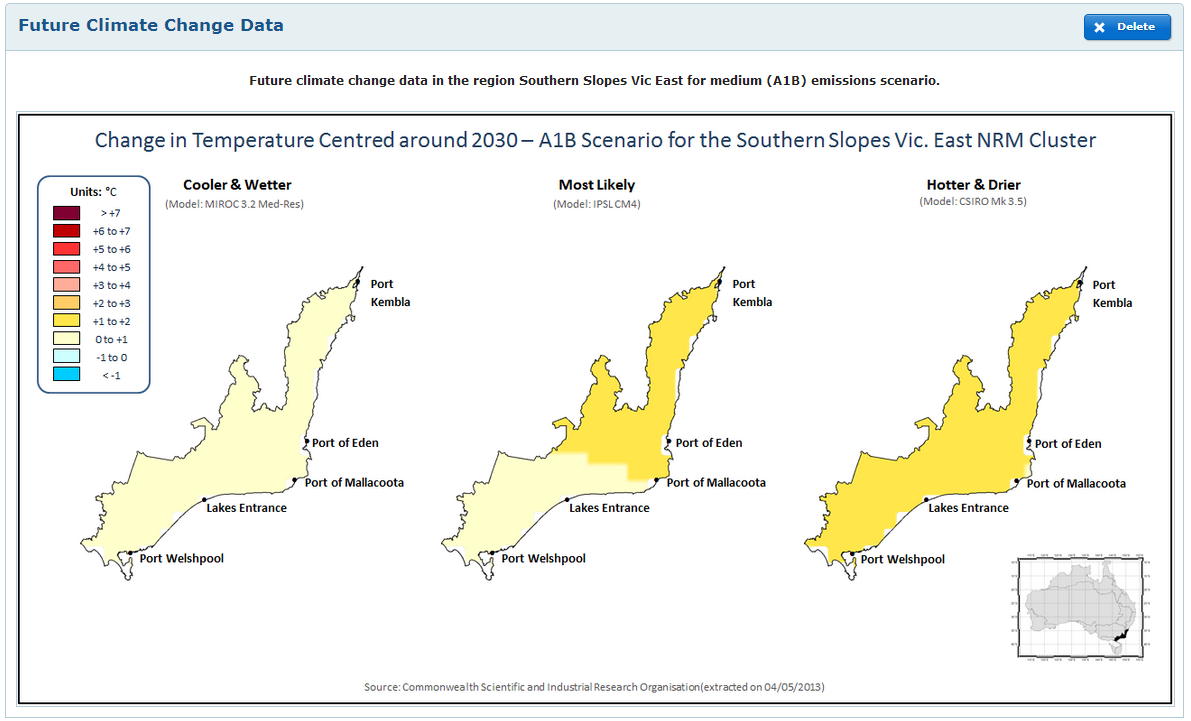 Future Climate Change Data
Delete
Future climate change data in the region Southern Slopes Vic East for medium (A1B) emissions scenario.
Change in Temperature Centred around 2030 – A1B Scenario for the Southern Slopes Vic. East NRM Cluster
Units: °C
> +7
+6 to +7
+5 to +6
+4 to +5
+3 to +4
+2 to +3
+1 to +2
0 to +1
-1 to 0
< -1
Cooler & Wetter
(Model: MIROC 3.2 Med-Res)
Port
Kembla
Port of Eden
Port of Mallacoota
Lakes Entrance
Port Welshpool
Most Likely
(Model: IPSL CM4)
Port
Kembla
Port of Eden
Port of Mallacoota
Lakes Entrance
Port Welshpool
Hotter & Drier
(Model: CSIRO Mk 3.5)
Port
Kembla
Port of Eden
Port of Mallacoota
Lakes Entrance
Port Welshpool
Source: Commonwealth Scientific and Industrial Research Organisation(extracted on 04/05/2013)